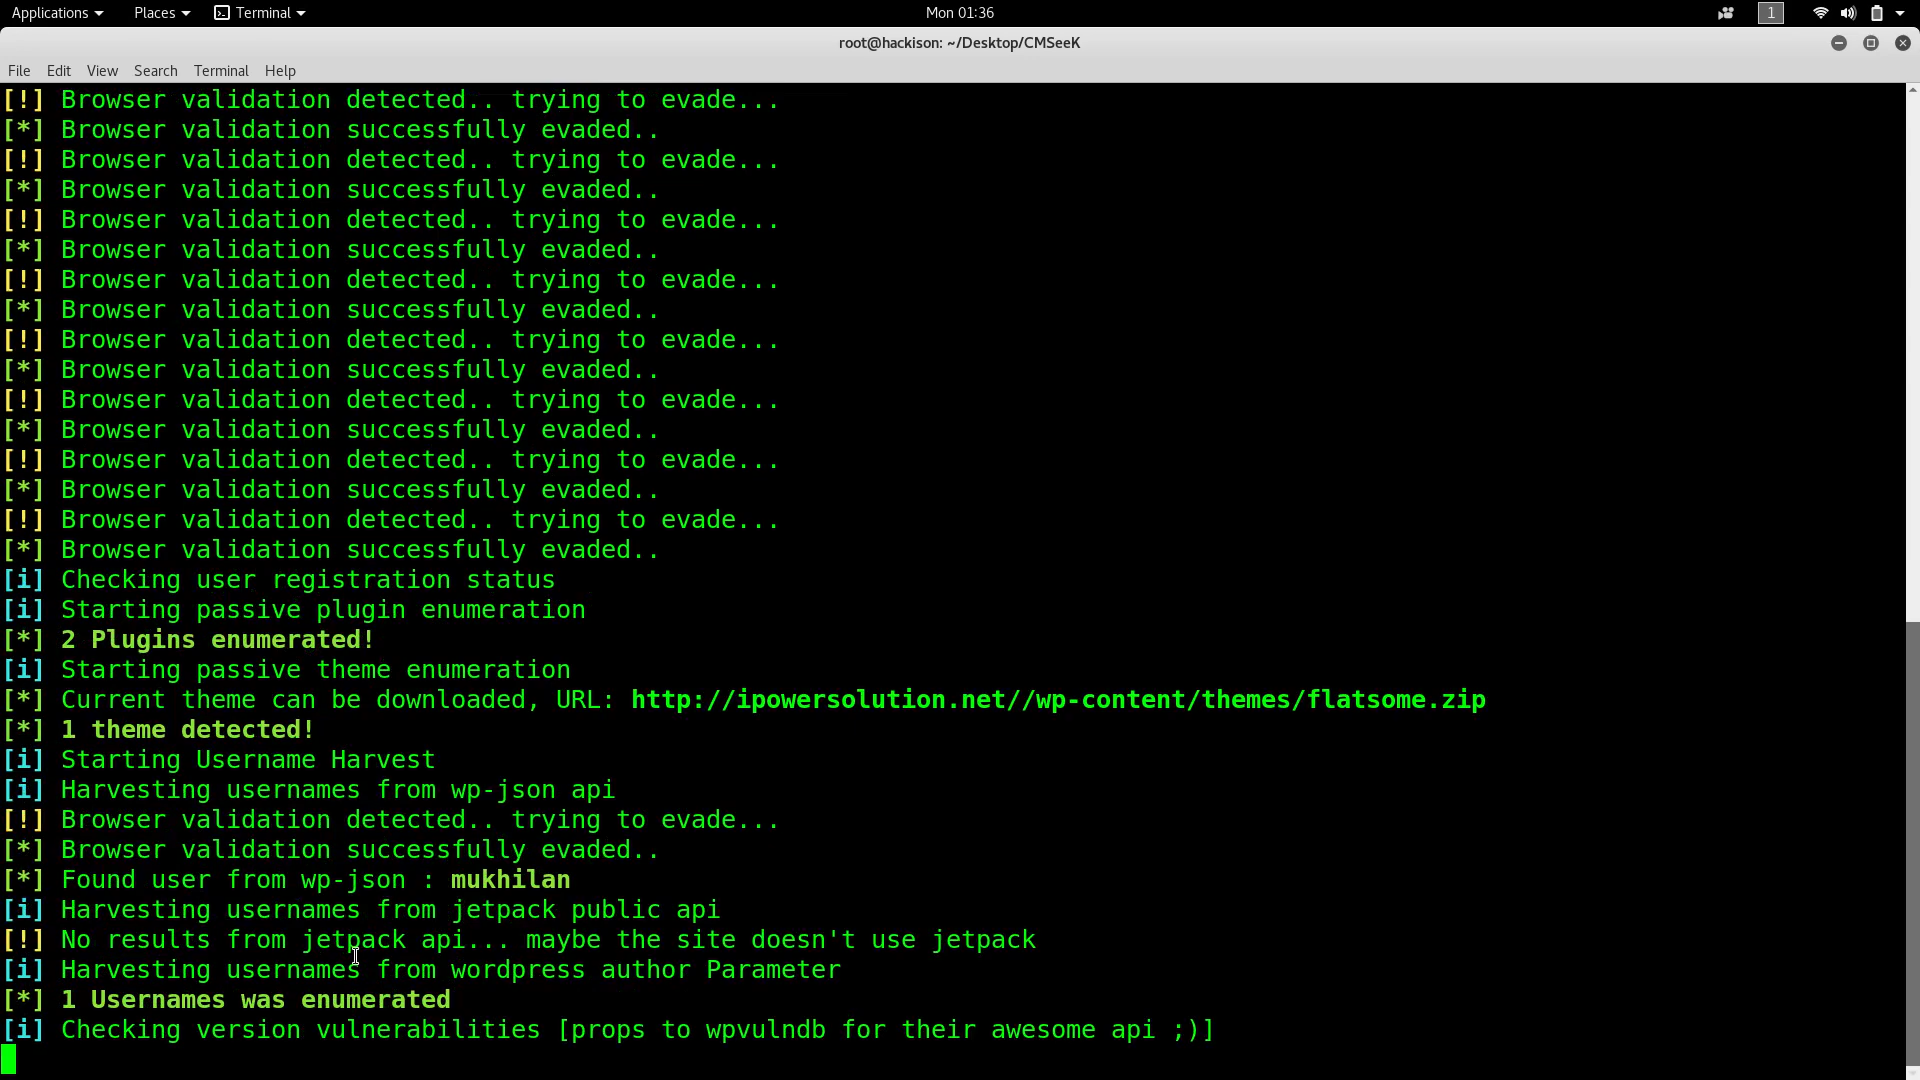 Applications Places Terminal Mon 01:36 1
root@hackison: ~/Desktop/CMSeeK
File Edit View Search Terminal Help
[!] Browser validation detected.. trying to evade...
[*] Browser validation successfully evaded..
[!] Browser validation detected.. trying to evade...
[*] Browser validation successfully evaded..
[!] Browser validation detected.. trying to evade...
[*] Browser validation successfully evaded..
[!] Browser validation detected.. trying to evade...
[*] Browser validation successfully evaded..
[!] Browser validation detected.. trying to evade...
[*] Browser validation successfully evaded..
[!] Browser validation detected.. trying to evade...
[*] Browser validation successfully evaded..
[!] Browser validation detected.. trying to evade...
[*] Browser validation successfully evaded..
[!] Browser validation detected.. trying to evade...
[*] Browser validation successfully evaded..
[i] Checking user registration status
[i] Starting passive plugin enumeration
[*] 2 Plugins enumerated!
[i] Starting passive theme enumeration
[*] Current theme can be downloaded, URL: http://ipowersolution.net//wp-content/themes/flatsome.zip
[*] 1 theme detected!
[i] Starting Username Harvest
[i] Harvesting usernames from wp-json api
[!] Browser validation detected.. trying to evade...
[*] Browser validation successfully evaded..
[*] Found user from wp-json : mukhilan
[i] Harvesting usernames from jetpack public api
[!] No results from jetpack api... maybe the site doesn't use jetpack
[i] Harvesting usernames from wordpress author Parameter
[*] 1 Usernames was enumerated
[i] Checking version vulnerabilities [props to wpvulndb for their awesome api ;)]